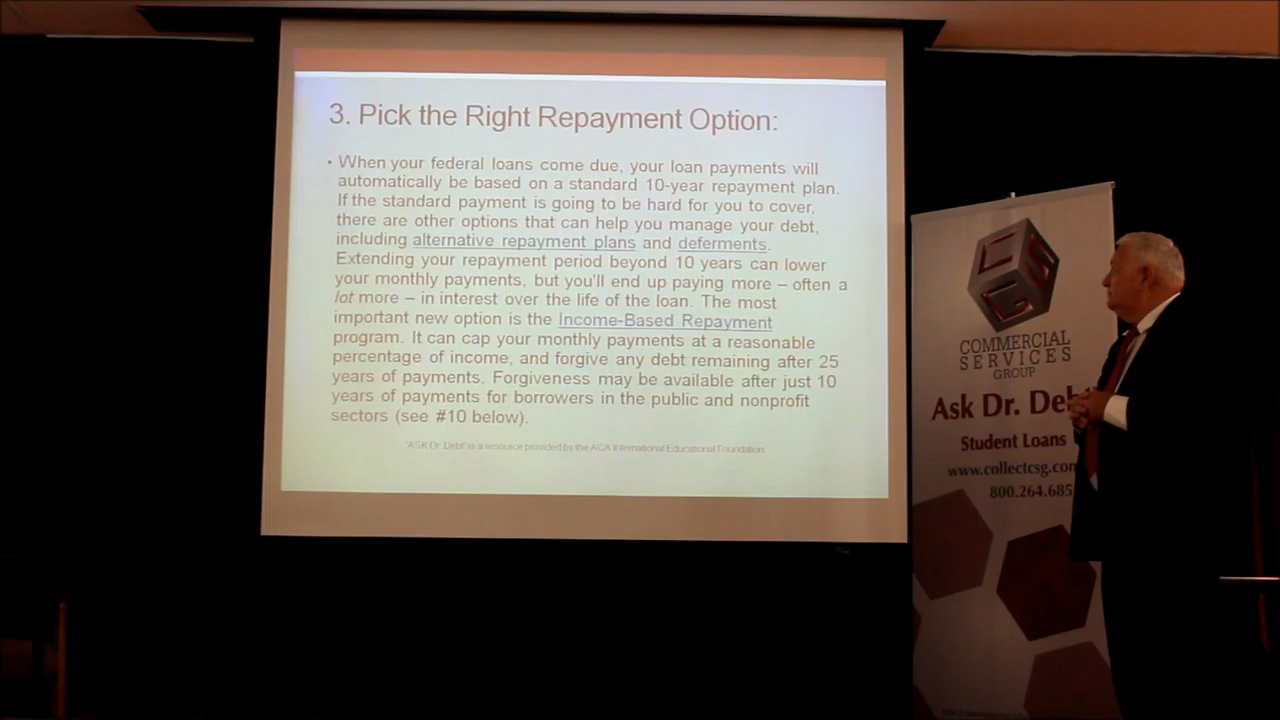 3. Pick the Right Repayment Option:
• When your federal loans come due, your loan payments will
automatically be based on a standard 10-year repayment plan.
If the standard payment is going to be hard for you to cover,
there are other options that can help you manage your debt,
including alternative repayment plans and deferments.
Extending your repayment period beyond 10 years can lower
your monthly payments, but you'll end up paying more – often a
lot more – in interest over the life of the loan. The most
important new option is the Income-Based Repayment
program. It can cap your monthly payments at a reasonable
percentage of income, and forgive any debt remaining after 25
years of payments. Forgiveness may be available after just 10
years of payments for borrowers in the public and nonprofit
sectors (see #10 below).
"ASK Dr. Debt" is a resource provided by the ACA International Educational Foundation
CSG
COMMERCIAL
SERVICES
GROUP
Ask Dr. Deb
Student Loans
www.collectcsg.com
800.264.685